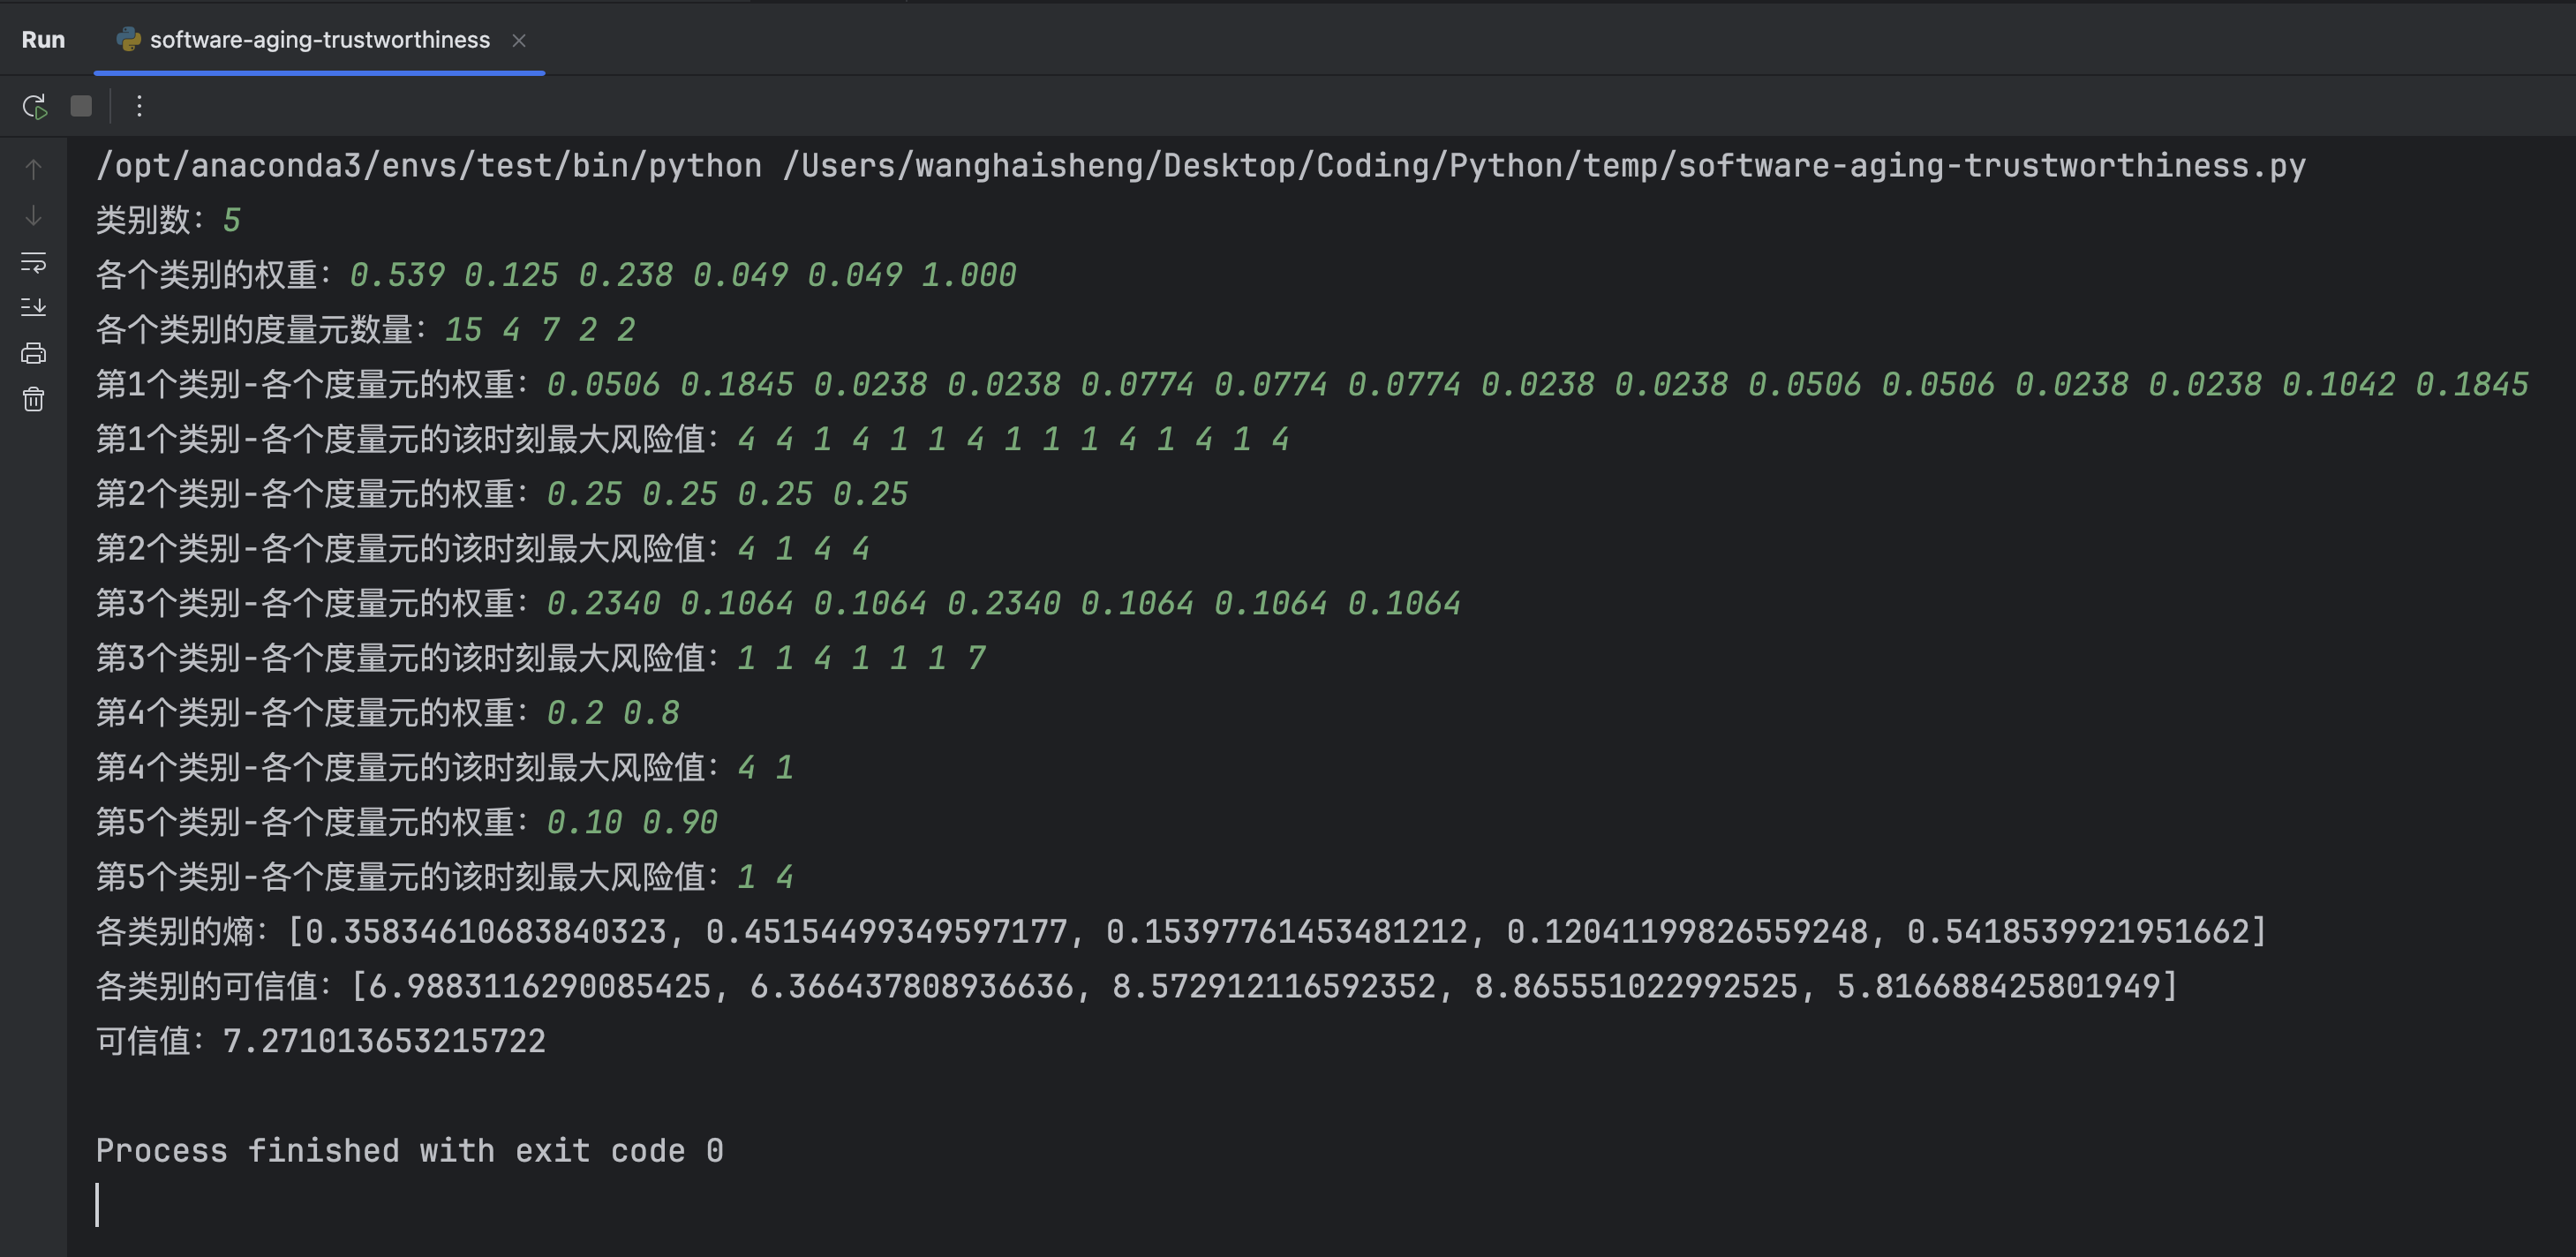 Run software-aging-trustworthiness
/opt/anaconda3/envs/test/bin/python /Users/wanghaisheng/Desktop/Coding/Python/temp/software-aging-trustworthiness.py
类别数：5
各个类别的权重：0.539 0.125 0.238 0.049 0.049 1.000
各个类别的度量元数量：15 4 7 2 2
第1个类别-各个度量元的权重：0.0506 0.1845 0.0238 0.0238 0.0774 0.0774 0.0774 0.0238 0.0238 0.0506 0.0506 0.0238 0.0238 0.1042 0.1845
第1个类别-各个度量元的该时刻最大风险值：4 4 1 4 1 1 4 1 1 1 4 1 4 1 4
第2个类别-各个度量元的权重：0.25 0.25 0.25 0.25
第2个类别-各个度量元的该时刻最大风险值：4 1 4 4
第3个类别-各个度量元的权重：0.2340 0.1064 0.1064 0.2340 0.1064 0.1064 0.1064
第3个类别-各个度量元的该时刻最大风险值：1 1 4 1 1 1 7
第4个类别-各个度量元的权重：0.2 0.8
第4个类别-各个度量元的该时刻最大风险值：4 1
第5个类别-各个度量元的权重：0.10 0.90
第5个类别-各个度量元的该时刻最大风险值：1 4
各类别的熵：[0.35834610683840323, 0.45154499349597177, 0.15397761453481212, 0.12041199826559248, 0.5418539921951662]
各类别的可信值：[6.9883116290085425, 6.366437808936636, 8.572912116592352, 8.865551022992525, 5.816688425801949]
可信值：7.271013653215722
Process finished with exit code 0